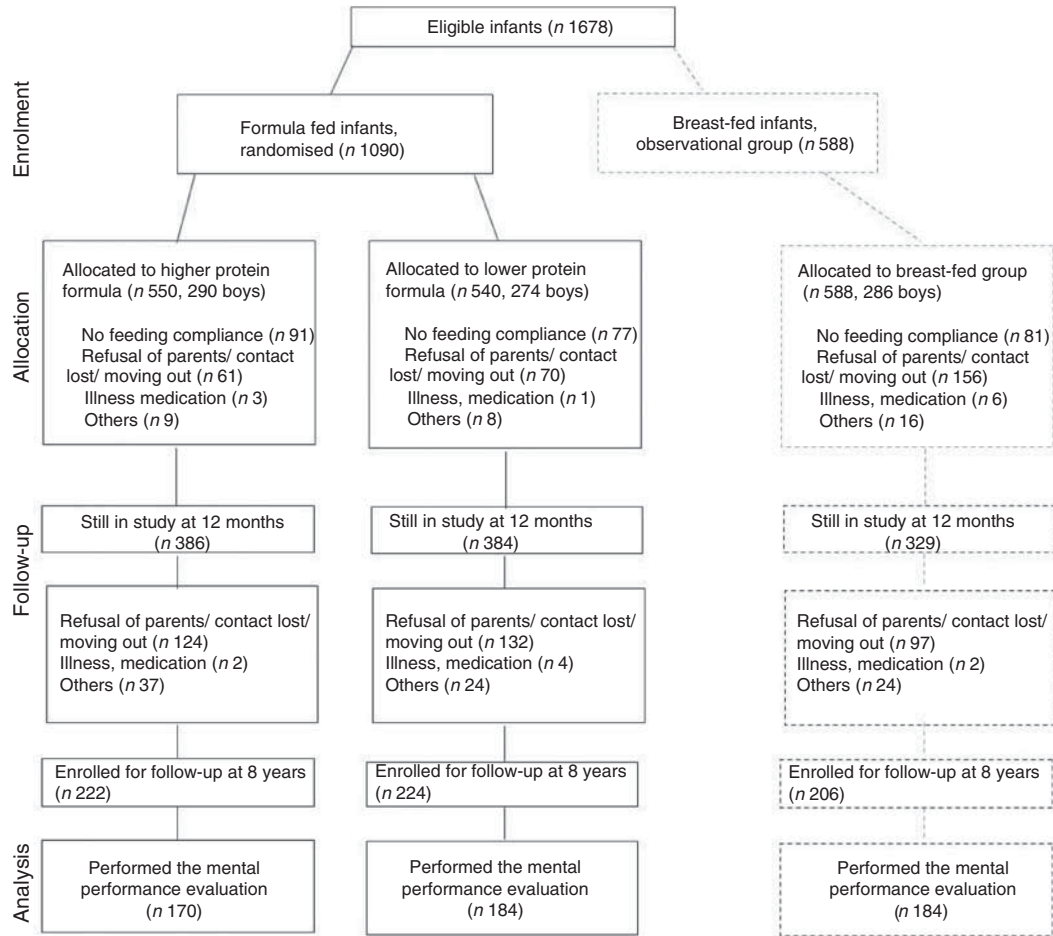 Eligible infants (n 1678)
Enrolment
Formula fed infants,
randomised (n 1090)
Breast-fed infants,
observational group (n 588)
Allocation
Allocated to higher protein
formula (n 550, 290 boys)
No feeding compliance (n 91)
Refusal of parents/ contact
lost/ moving out (n 61)
Illness medication (n 3)
Others (n 9)
Allocated to lower protein
formula (n 540, 274 boys)
No feeding compliance (n 77)
Refusal of parents/ contact
lost/ moving out (n 70)
Illness, medication (n 1)
Others (n 8)
Allocated to breast-fed group
(n 588, 286 boys)
No feeding compliance (n 81)
Refusal of parents/ contact
lost/ moving out (n 156)
Illness, medication (n 6)
Others (n 16)
Follow-up
Still in study at 12 months
(n 386)
Still in study at 12 months
(n 384)
Still in study at 12 months
(n 329)
Refusal of parents/ contact lost/
moving out (n 124)
Illness, medication (n 2)
Others (n 37)
Refusal of parents/ contact lost/
moving out (n 132)
Illness, medication (n 4)
Others (n 24)
Refusal of parents/ contact lost/
moving out (n 97)
Illness, medication (n 2)
Others (n 24)
Enrolled for follow-up at 8 years
(n 222)
Enrolled for follow-up at 8 years
(n 224)
Enrolled for follow-up at 8 years
(n 206)
Analysis
Performed the mental
performance evaluation
(n 170)
Performed the mental
performance evaluation
(n 184)
Performed the mental
performance evaluation
(n 184)